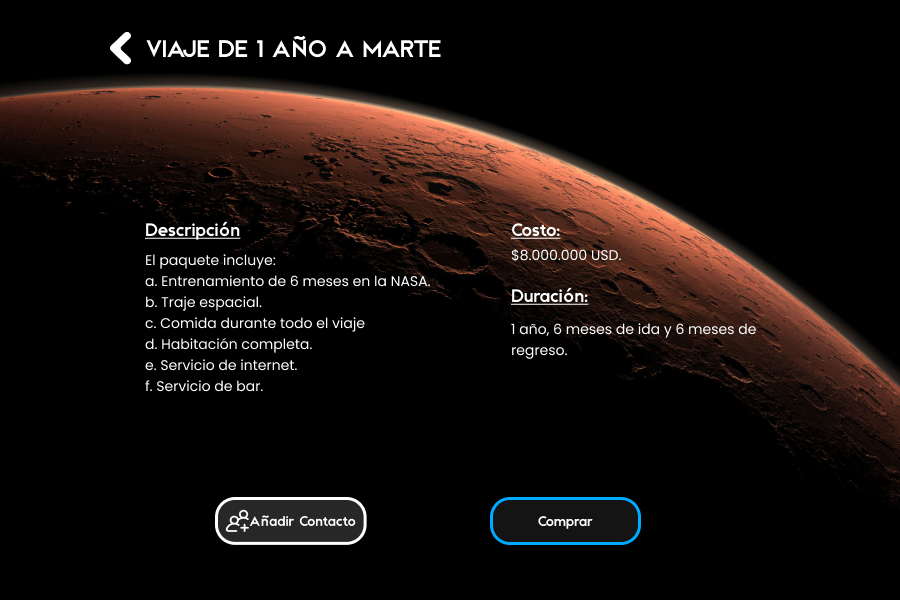 VIAJE DE 1 AÑO A MARTE
Descripción
El paquete incluye:
a. Entrenamiento de 6 meses en la NASA.
b. Traje espacial.
c. Comida durante todo el viaje
d. Habitación completa.
e. Servicio de internet.
f. Servicio de bar.
Costo:
$8.000.000 USD.
Duración:
1 año, 6 meses de ida y 6 meses de
regreso.
Añadir Contacto
Comprar